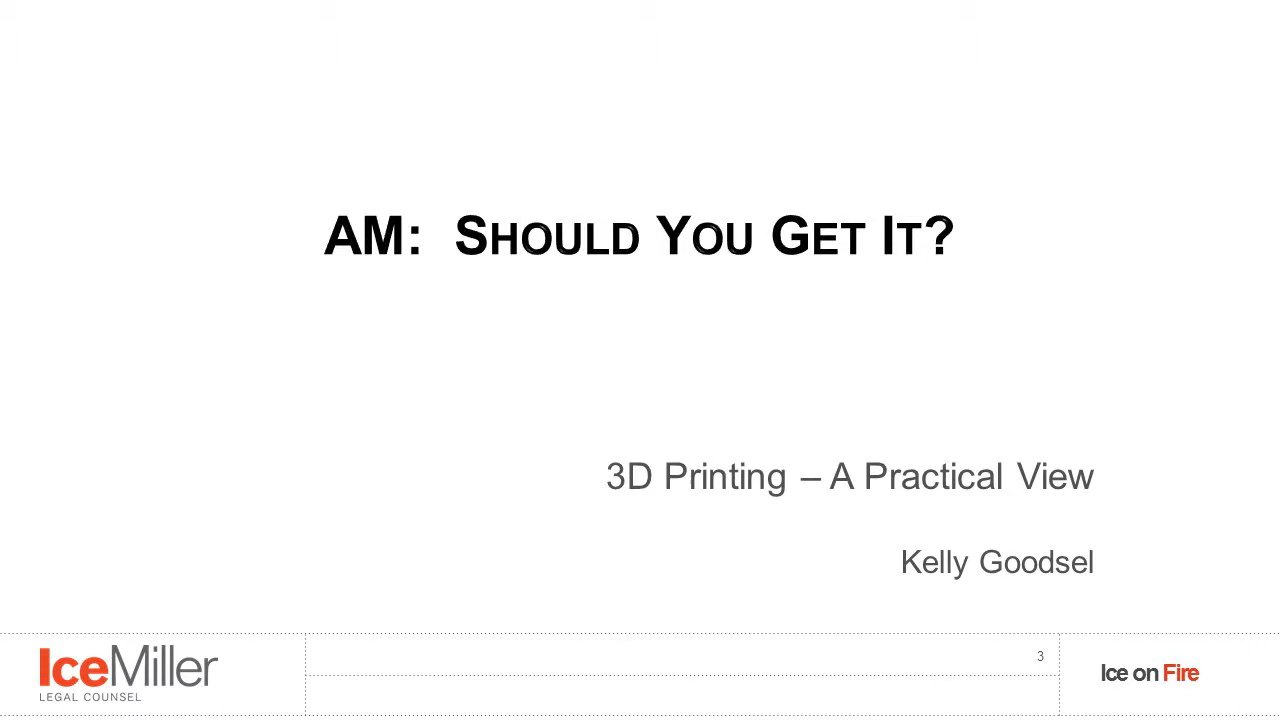 AM: SHOULD YOU GET IT?
3D Printing – A Practical View
Kelly Goodsel
3
IceMiller
LEGAL COUNSEL
Ice on Fire